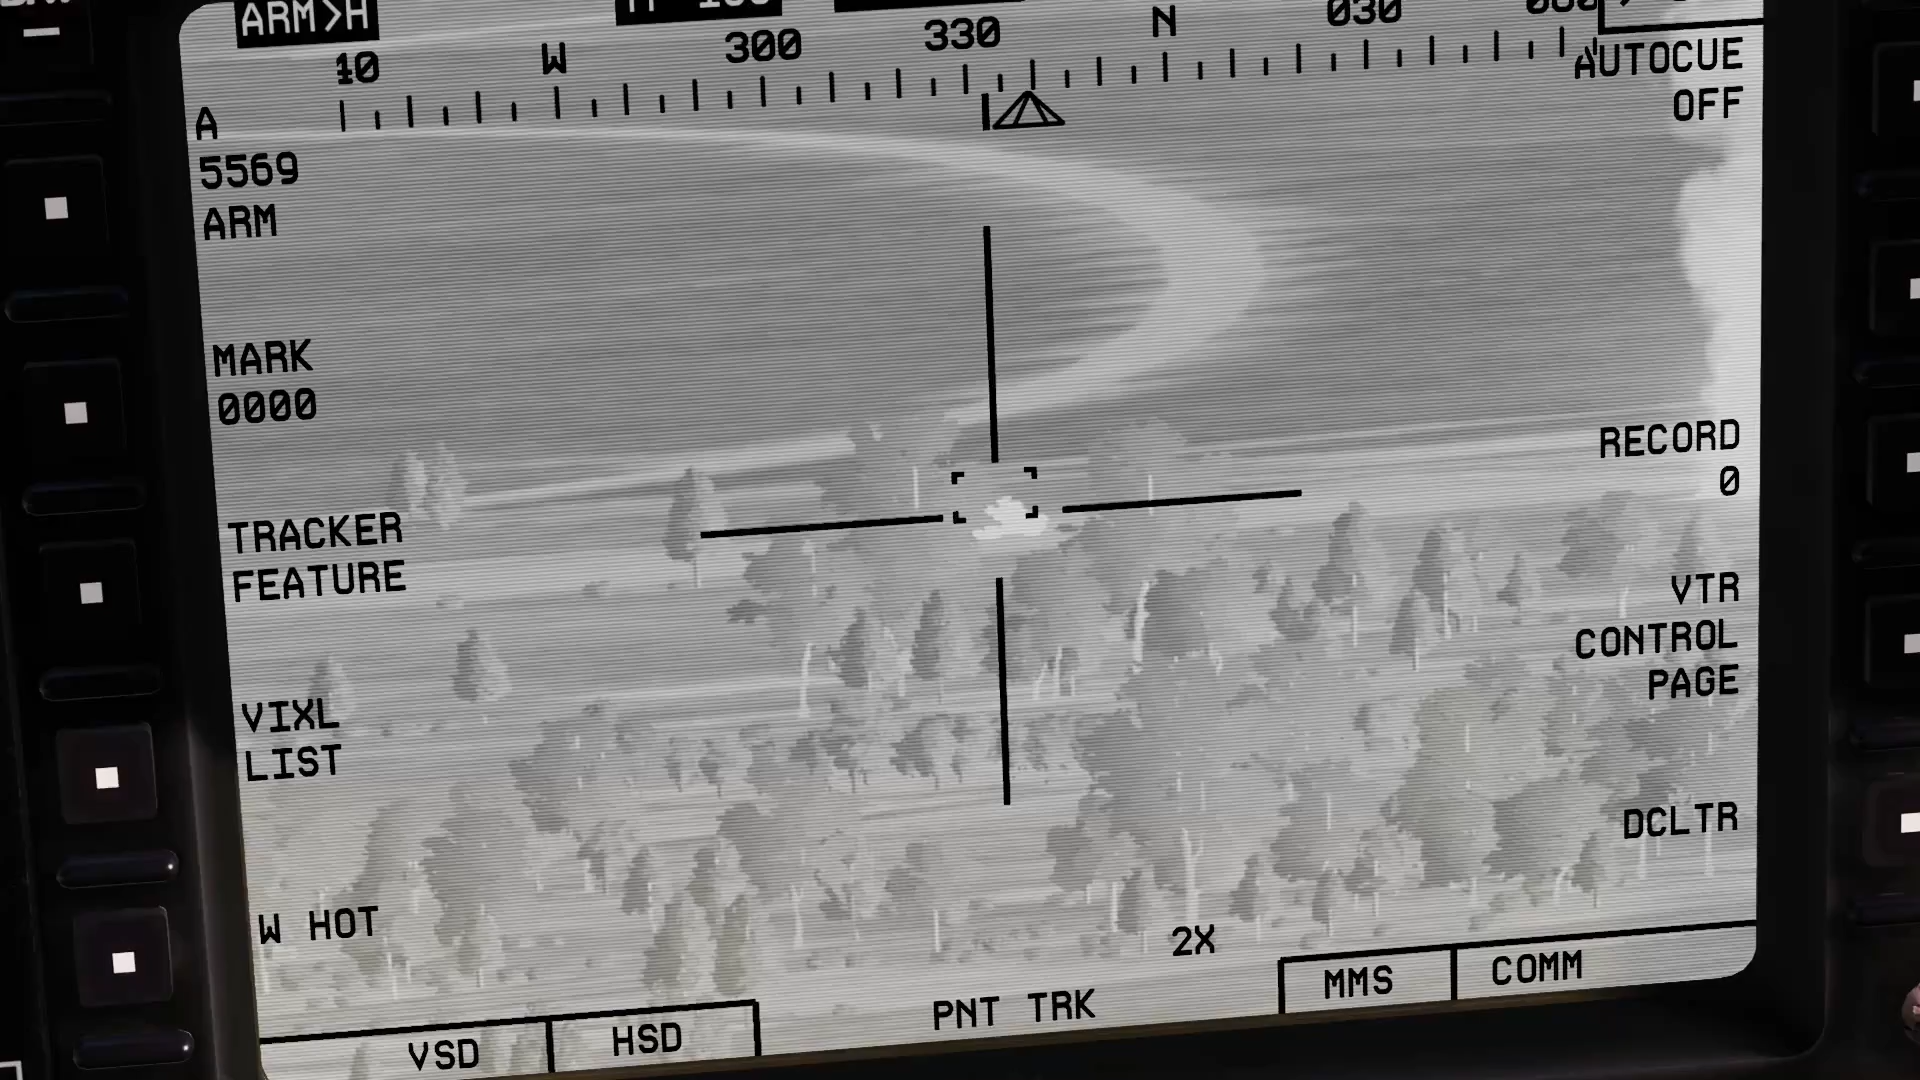 ARM>H
10 W 300 330 N 030
A
5569
ARM
AUTOCUE
OFF
MARK
0000
RECORD
0
TRACKER
FEATURE
VTR
CONTROL
PAGE
VIXL
LIST
DCLTR
W HOT
2X
VSD
HSD
PNT TRK
MMS
COMM